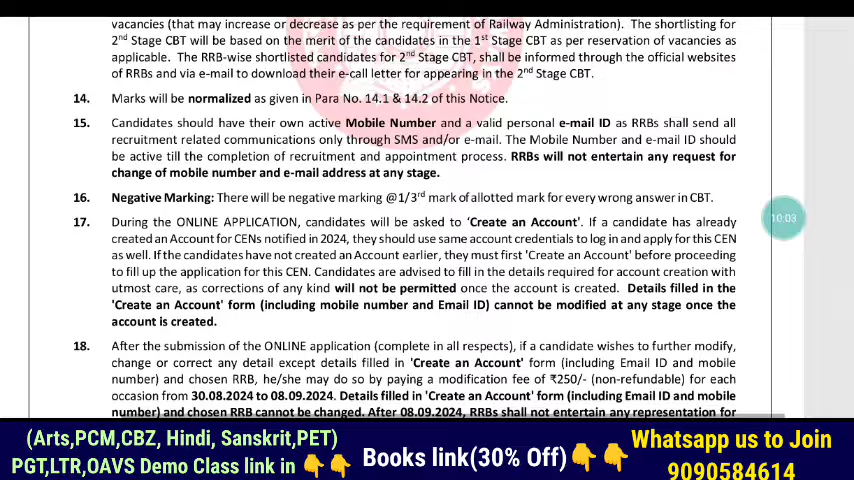 vacancies (that may increase or decrease as per the requirement of Railway Administration). The shortlisting for
2nd Stage CBT will be based on the merit of the candidates in the 1st Stage CBT as per reservation of vacancies as
applicable. The RRB-wise shortlisted candidates for 2nd Stage CBT, shall be informed through the official websites
of RRBs and via e-mail to download their e-call letter for appearing in the 2nd Stage CBT.
14. Marks will be normalized as given in Para No. 14.1 & 14.2 of this Notice.
15. Candidates should have their own active Mobile Number and a valid personal e-mail ID as RRBs shall send all
recruitment related communications only through SMS and/or e-mail. The Mobile Number and e-mail ID should
be active till the completion of recruitment and appointment process. RRBs will not entertain any request for
change of mobile number and e-mail address at any stage.
16. Negative Marking: There will be negative marking @1/3rd mark of allotted mark for every wrong answer in CBT.
10:03
17. During the ONLINE APPLICATION, candidates will be asked to ‘Create an Account’. If a candidate has already
created an Account for CENs notified in 2024, they should use same account credentials to log in and apply for this CEN
as well. If the candidates have not created an Account earlier, they must first 'Create an Account' before proceeding
to fill up the application for this CEN. Candidates are advised to fill in the details required for account creation with
utmost care, as corrections of any kind will not be permitted once the account is created. Details filled in the
'Create an Account' form (including mobile number and Email ID) cannot be modified at any stage once the
account is created.
18. After the submission of the ONLINE application (complete in all respects), if a candidate wishes to further modify,
change or correct any detail except details filled in 'Create an Account' form (including Email ID and mobile
number) and chosen RRB, he/she may do so by paying a modification fee of ₹250/- (non-refundable) for each
occasion from 30.08.2024 to 08.09.2024. Details filled in 'Create an Account' form (including Email ID and mobile
number) and chosen RRB cannot be changed. After 08.09.2024, RRBs shall not entertain any representation for
(Arts,PCM,CBZ, Hindi, Sanskrit,PET)
PGT,LTR,OAVS Demo Class link in 👇👇
Books link(30% Off)👇👇
Whatsapp us to Join
9090584614